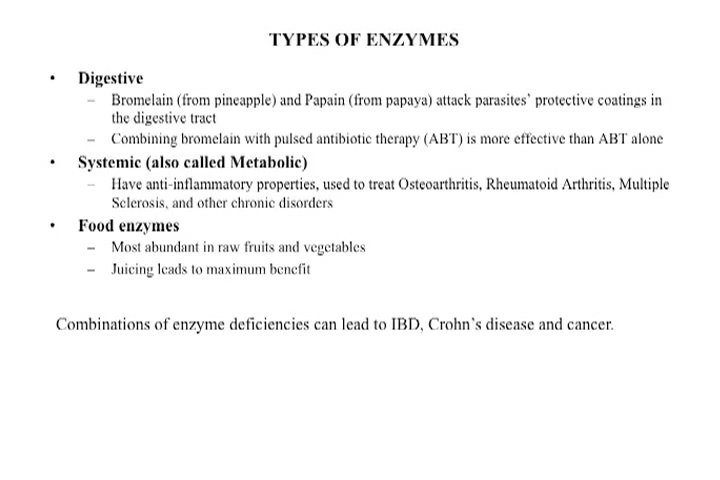 TYPES OF ENZYMES
• Digestive
– Bromelain (from pineapple) and Papain (from papaya) attack parasites' protective coatings in
the digestive tract
– Combining bromelain with pulsed antibiotic therapy (ABT) is more effective than ABT alone
• Systemic (also called Metabolic)
– Have anti-inflammatory properties, used to treat Osteoarthritis, Rheumatoid Arthritis, Multiple
Sclerosis, and other chronic disorders
• Food enzymes
– Most abundant in raw fruits and vegetables
– Juicing leads to maximum benefit
Combinations of enzyme deficiencies can lead to IBD, Crohn's disease and cancer.